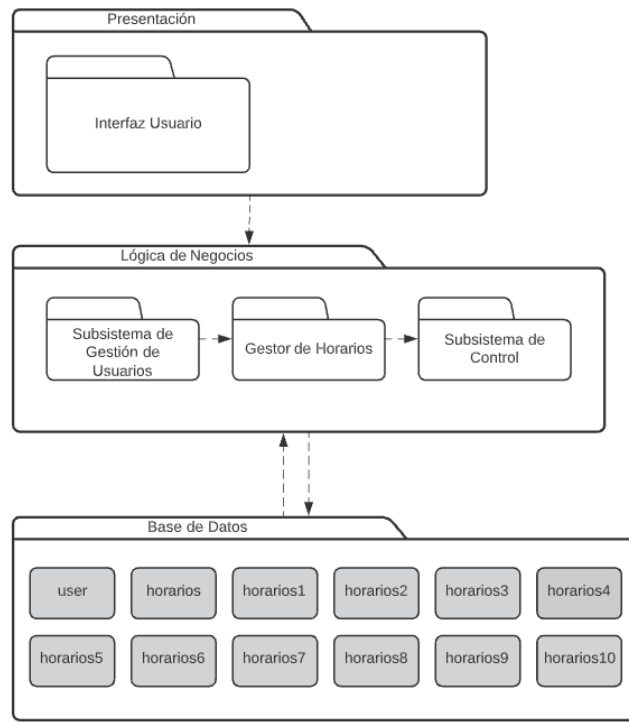 Presentación
Interfaz Usuario
Lógica de Negocios
Subsistema de
Gestión de
Usuarios
Gestor de Horarios
Subsistema de
Control
Base de Datos
user
horarios
horarios1
horarios2
horarios3
horarios4
horarios5
horarios6
horarios7
horarios8
horarios9
horarios10